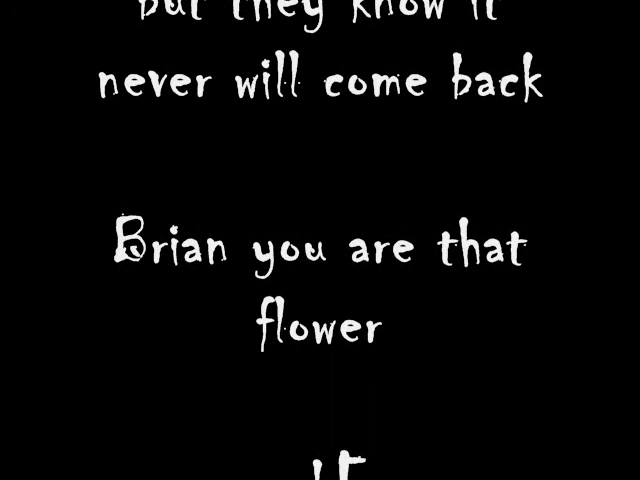 but they know it
never will come back
Brian you are that
flower